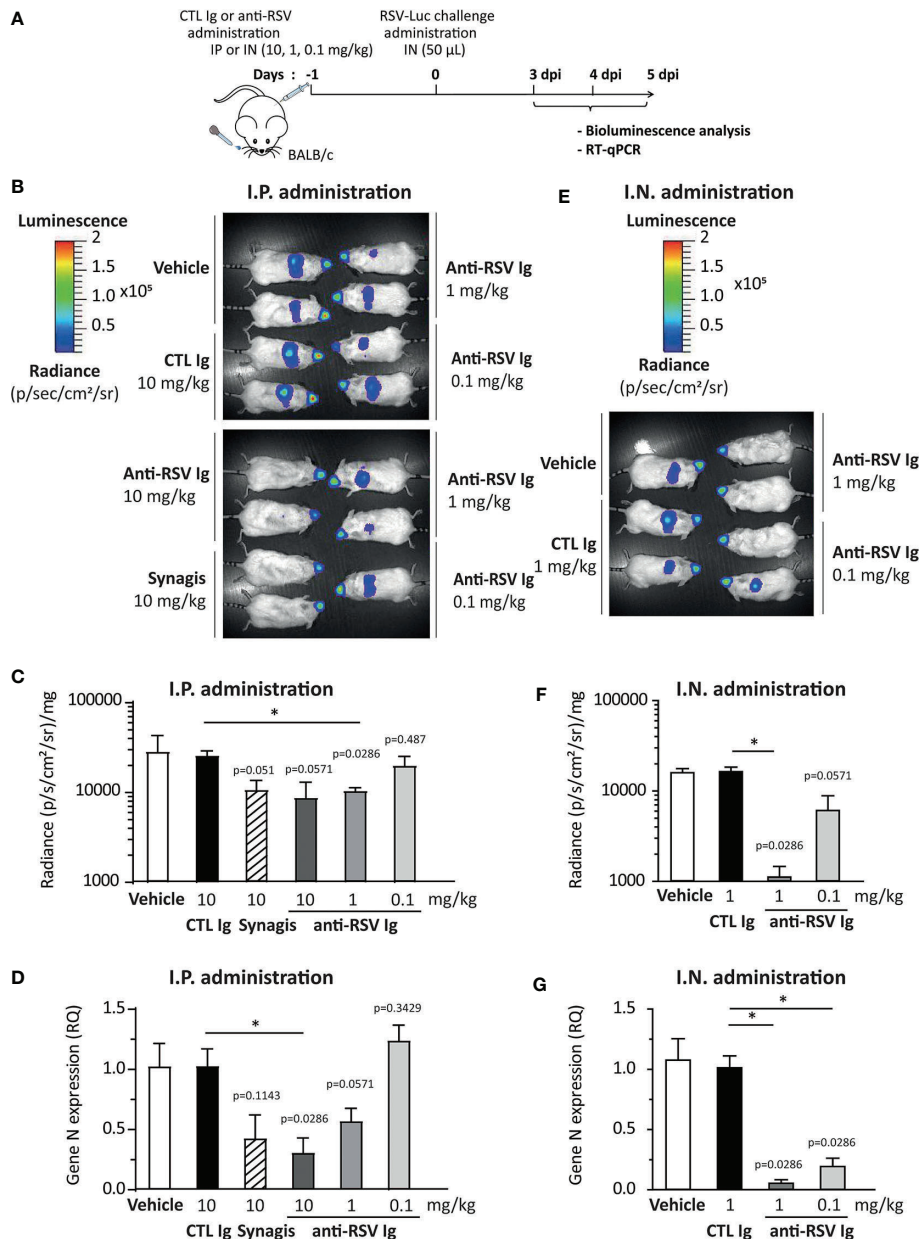 A
CTL Ig or anti-RSV
administration
IP or IN (10, 1, 0.1 mg/kg)
RSV-Luc challenge
administration
IN (50 µL)
Days : -1
0
3 dpi
4 dpi
5 dpi
- Bioluminescence analysis
- RT-qPCR
BALB/c
B
I.P. administration
Luminescence
2
1.5
1.0
0.5
x10⁵
Radiance
(p/sec/cm²/sr)
Vehicle
CTL Ig
10 mg/kg
Anti-RSV Ig
1 mg/kg
Anti-RSV Ig
0.1 mg/kg
Anti-RSV Ig
10 mg/kg
Synagis
10 mg/kg
Anti-RSV Ig
1 mg/kg
Anti-RSV Ig
0.1 mg/kg
E
I.N. administration
Luminescence
2
1.5
1.0
0.5
x10⁵
Radiance
(p/sec/cm²/sr)
Vehicle
CTL Ig
1 mg/kg
Anti-RSV Ig
1 mg/kg
Anti-RSV Ig
0.1 mg/kg
C
I.P. administration
Radiance (p/s/cm²/sr)/mg
100000
10000
1000
*
p=0.051
p=0.0571
p=0.0286
p=0.487
Vehicle 10 10 10 1 0.1 mg/kg
CTL Ig Synagis anti-RSV Ig
F
I.N. administration
Radiance (p/s/cm²/sr)/mg
100000
10000
1000
*
p=0.0286
p=0.0571
Vehicle 1 1 0.1 mg/kg
CTL Ig anti-RSV Ig
D
I.P. administration
Gene N expression (RQ)
1.5
1.0
0.5
0.0
*
p=0.1143
p=0.0286
p=0.0571
p=0.3429
Vehicle 10 10 10 1 0.1 mg/kg
CTL Ig Synagis anti-RSV Ig
G
I.N. administration
Gene N expression (RQ)
1.5
1.0
0.5
0.0
*
*
p=0.0286
p=0.0286
Vehicle 1 1 0.1 mg/kg
CTL Ig anti-RSV Ig